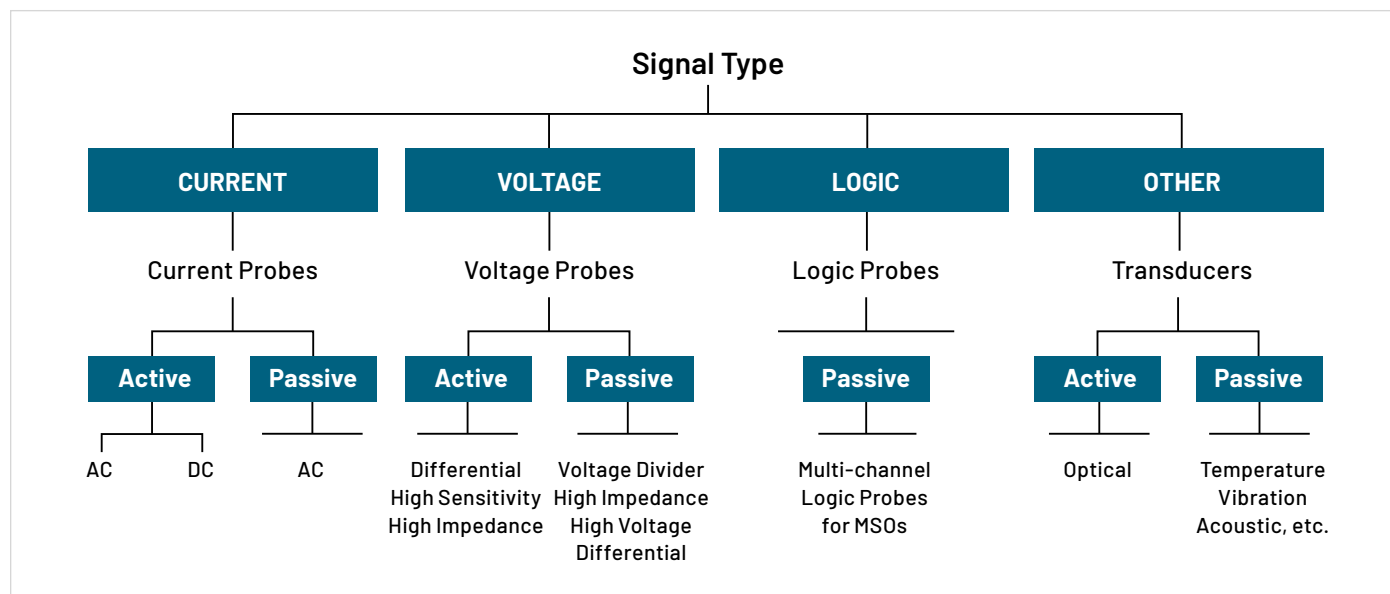 Signal Type
CURRENT
VOLTAGE
LOGIC
OTHER
Current Probes
Voltage Probes
Logic Probes
Transducers
Active
Passive
Active
Passive
Passive
Active
Passive
AC
DC
AC
Differential
High Sensitivity
High Impedance
Voltage Divider
High Impedance
High Voltage
Differential
Multi-channel
Logic Probes
for MSOs
Optical
Temperature
Vibration
Acoustic, etc.